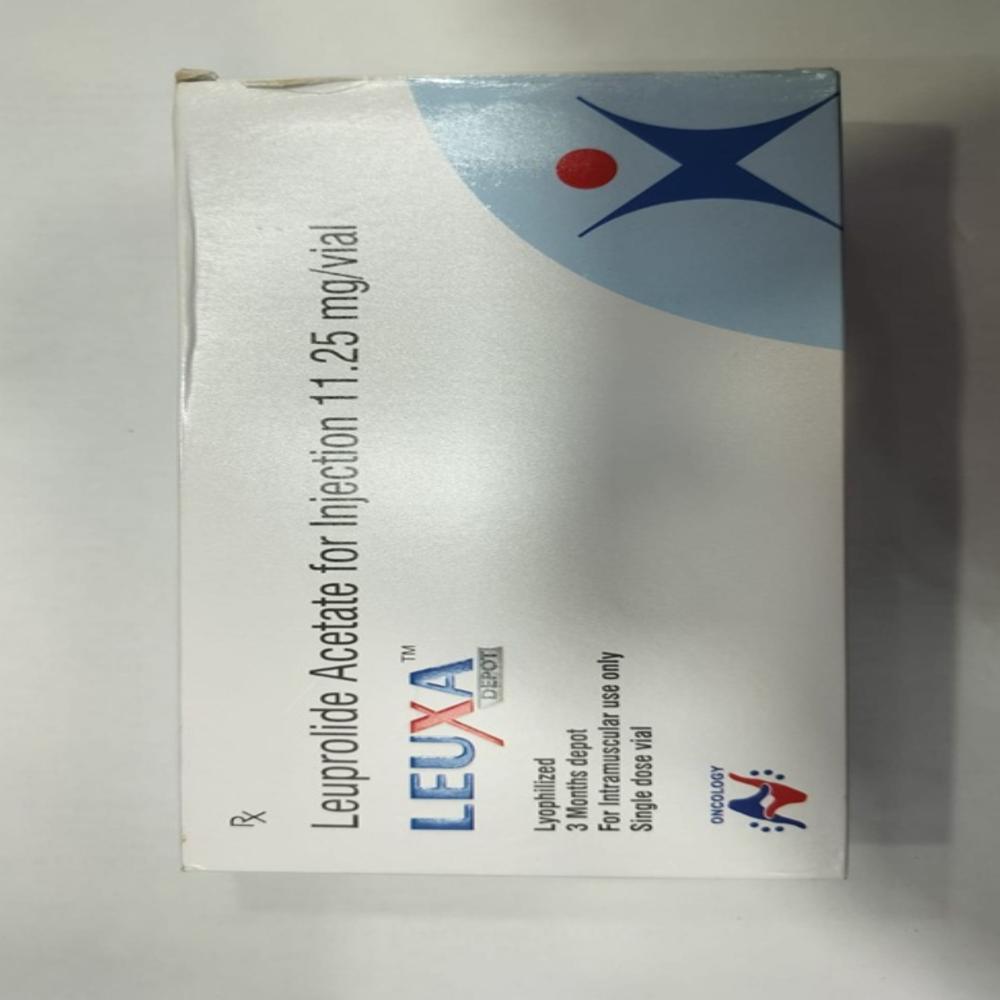 Rx
Leuprolide Acetate for Injection 11.25 mg/vial
LEUXA™
DEPOT
Lyophilized
3 Months depot
For Intramuscular use only
Single dose vial
ONCOLOGY